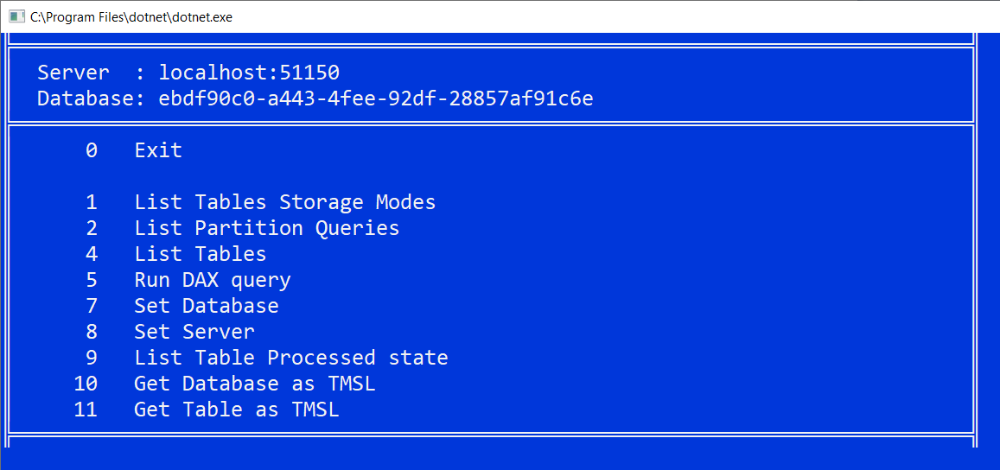 C:\Program Files\dotnet\dotnet.exe
Server  : localhost:51150
Database: ebdf90c0-a443-4fee-92df-28857af91c6e
0   Exit
1   List Tables Storage Modes
2   List Partition Queries
4   List Tables
5   Run DAX query
7   Set Database
8   Set Server
9   List Table Processed state
10   Get Database as TMSL
11   Get Table as TMSL